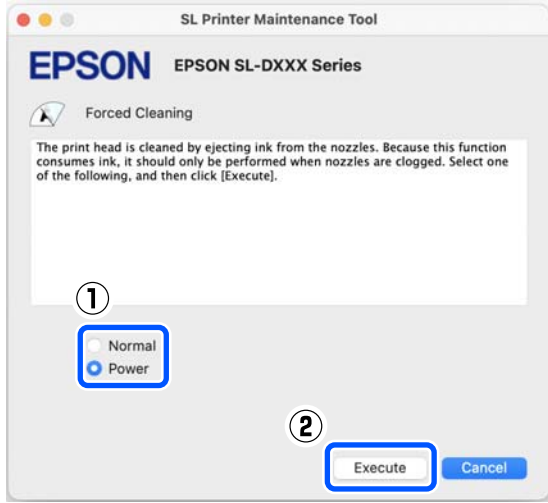 SL Printer Maintenance Tool
EPSON EPSON SL-DXXX Series
Forced Cleaning
The print head is cleaned by ejecting ink from the nozzles. Because this function
consumes ink, it should only be performed when nozzles are clogged. Select one
of the following, and then click [Execute].
①
Normal
Power
②
Execute Cancel